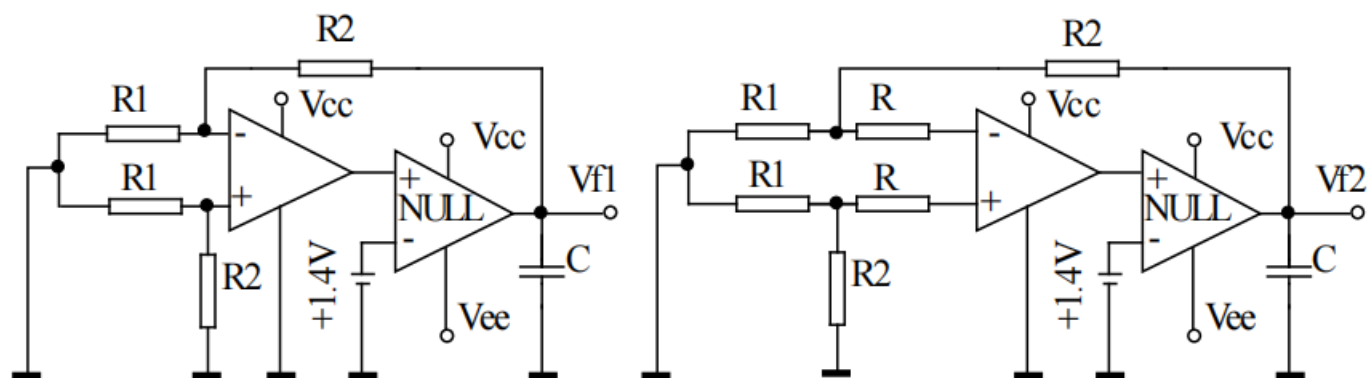 R2
Vcc
R1
-
Vcc
R1
+
+
NULL
-
Vf1
R2
+1.4V
C
Vee
R2
Vcc
R1
R
-
Vcc
R1
R
+
+
NULL
-
Vf2
R2
+1.4V
C
Vee